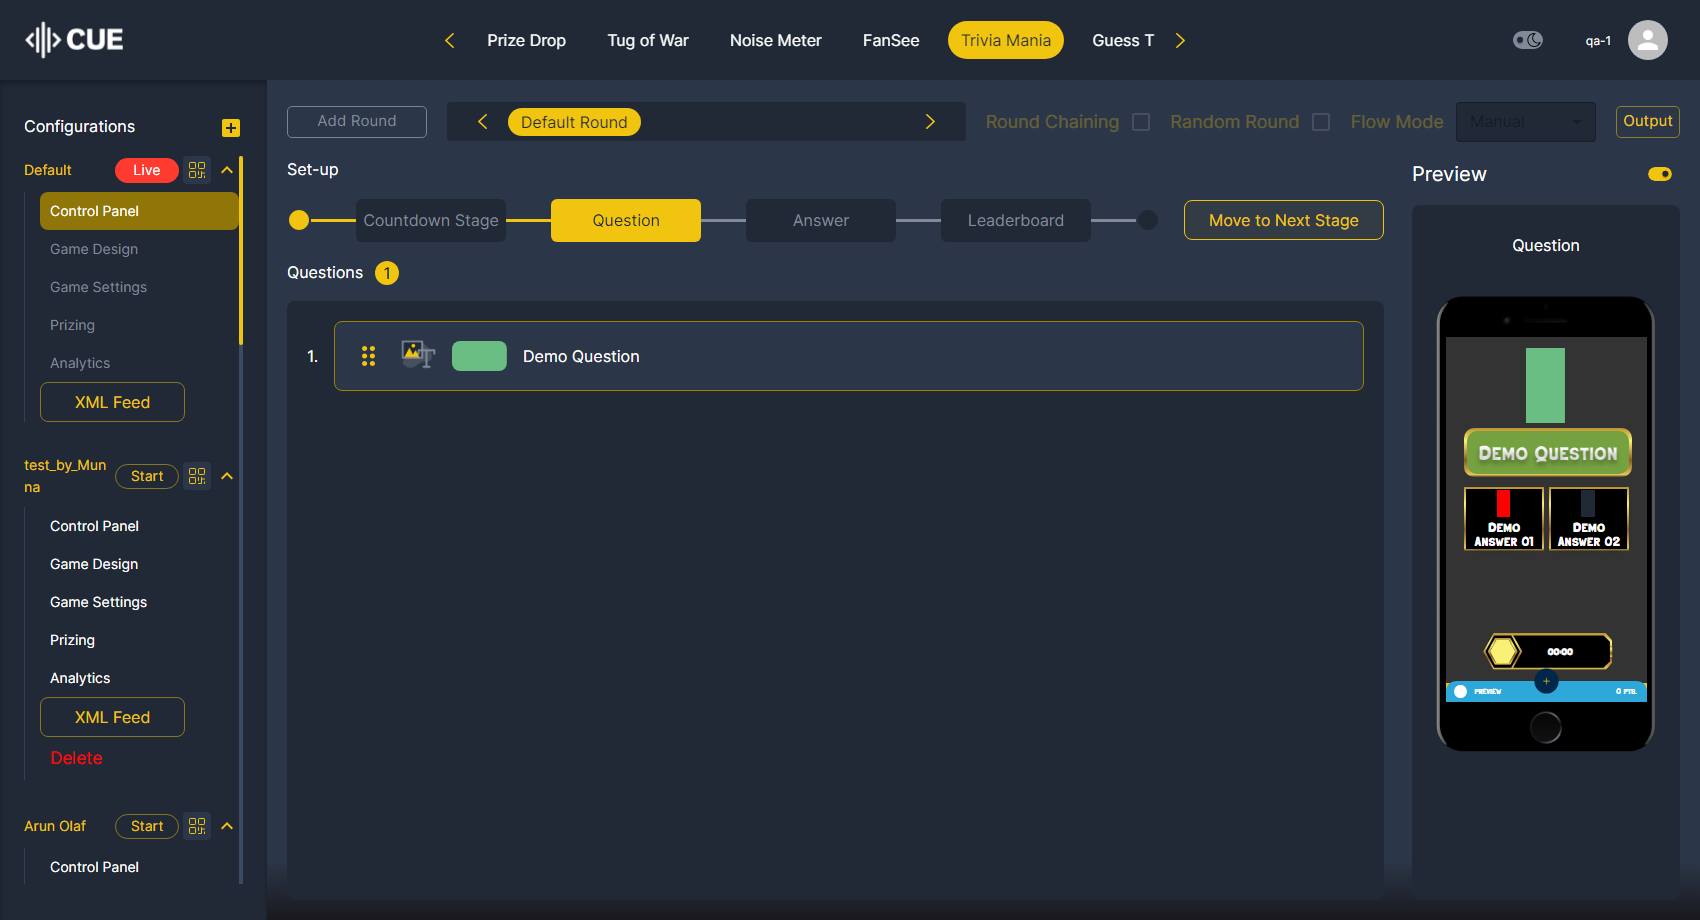 CUE
Prize Drop
Tug of War
Noise Meter
FanSee
Trivia Mania
Guess T
qa-1
Configurations
Default
Live
Control Panel
Game Design
Game Settings
Prizing
Analytics
XML Feed
test_by_Mun
na
Start
Control Panel
Game Design
Game Settings
Prizing
Analytics
XML Feed
Delete
Arun Olaf
Start
Control Panel
Add Round
Default Round
Round Chaining
Random Round
Flow Mode
Manual
Output
Set-up
Countdown Stage
Question
Answer
Leaderboard
Move to Next Stage
Questions
1
1.
Demo Question
Preview
Question
DEMO QUESTION
DEMO
ANSWER 01
DEMO
ANSWER 02
00:00
PREVIEW
0 PTS.